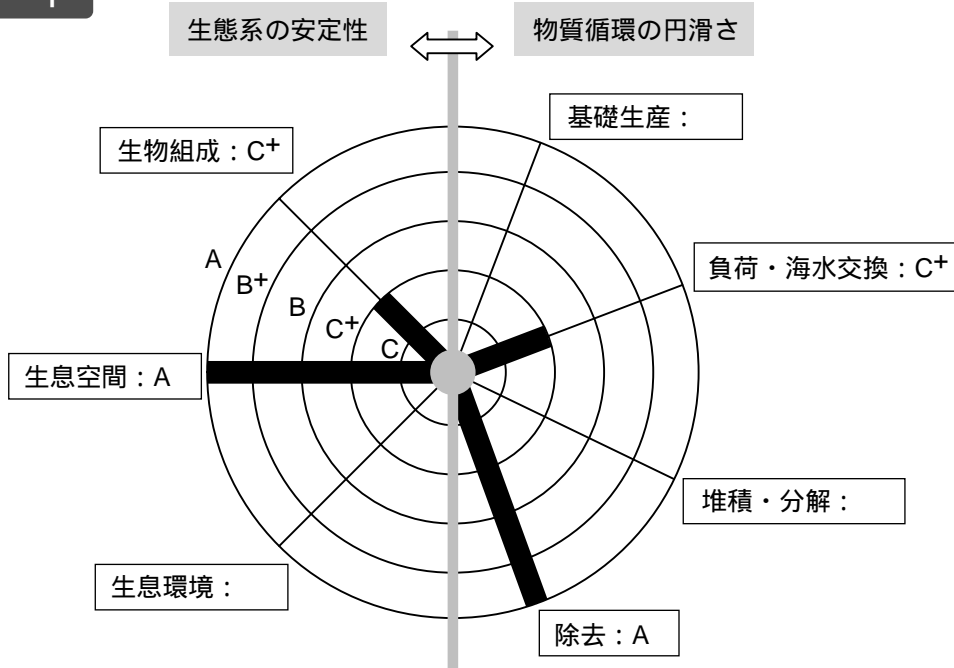 生態系の安定性
物質循環の円滑さ
基礎生産：
生物組成：C+
負荷・海水交換：C+
A
B+
B
C+
C
生息空間：A
堆積・分解：
生息環境：
除去：A